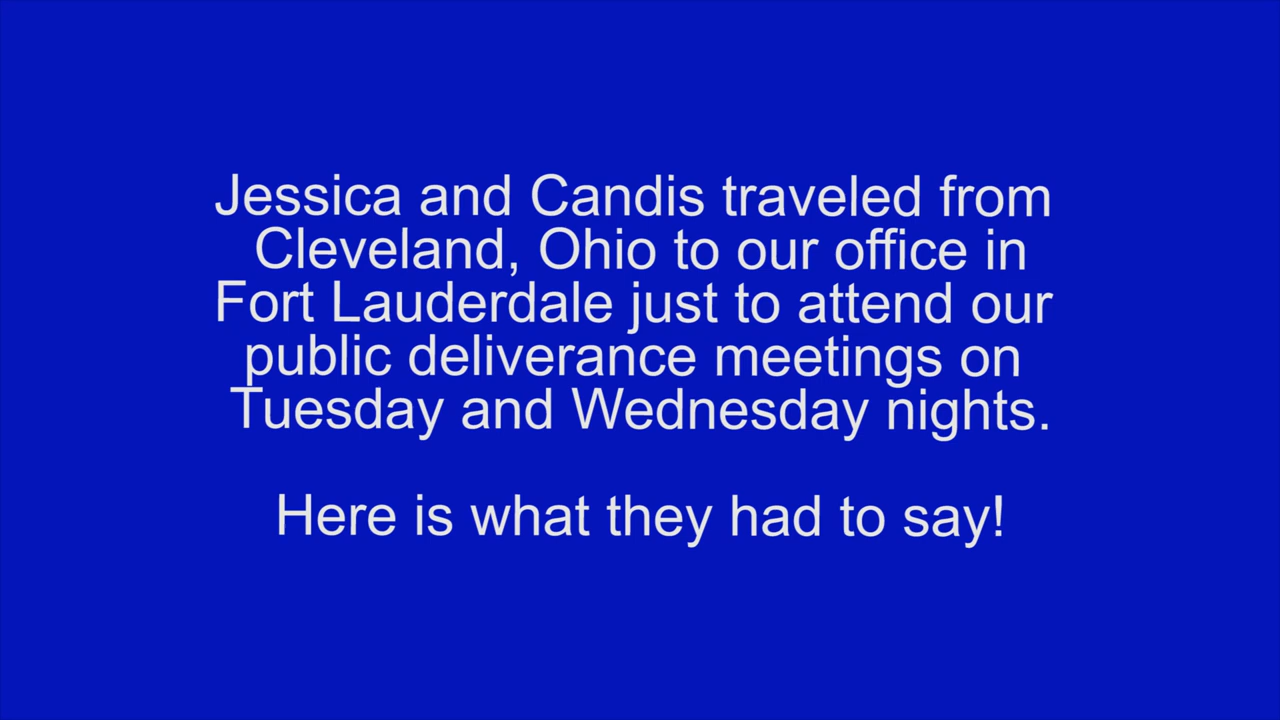 Jessica and Candis traveled from
Cleveland, Ohio to our office in
Fort Lauderdale just to attend our
public deliverance meetings on
Tuesday and Wednesday nights.
Here is what they had to say!